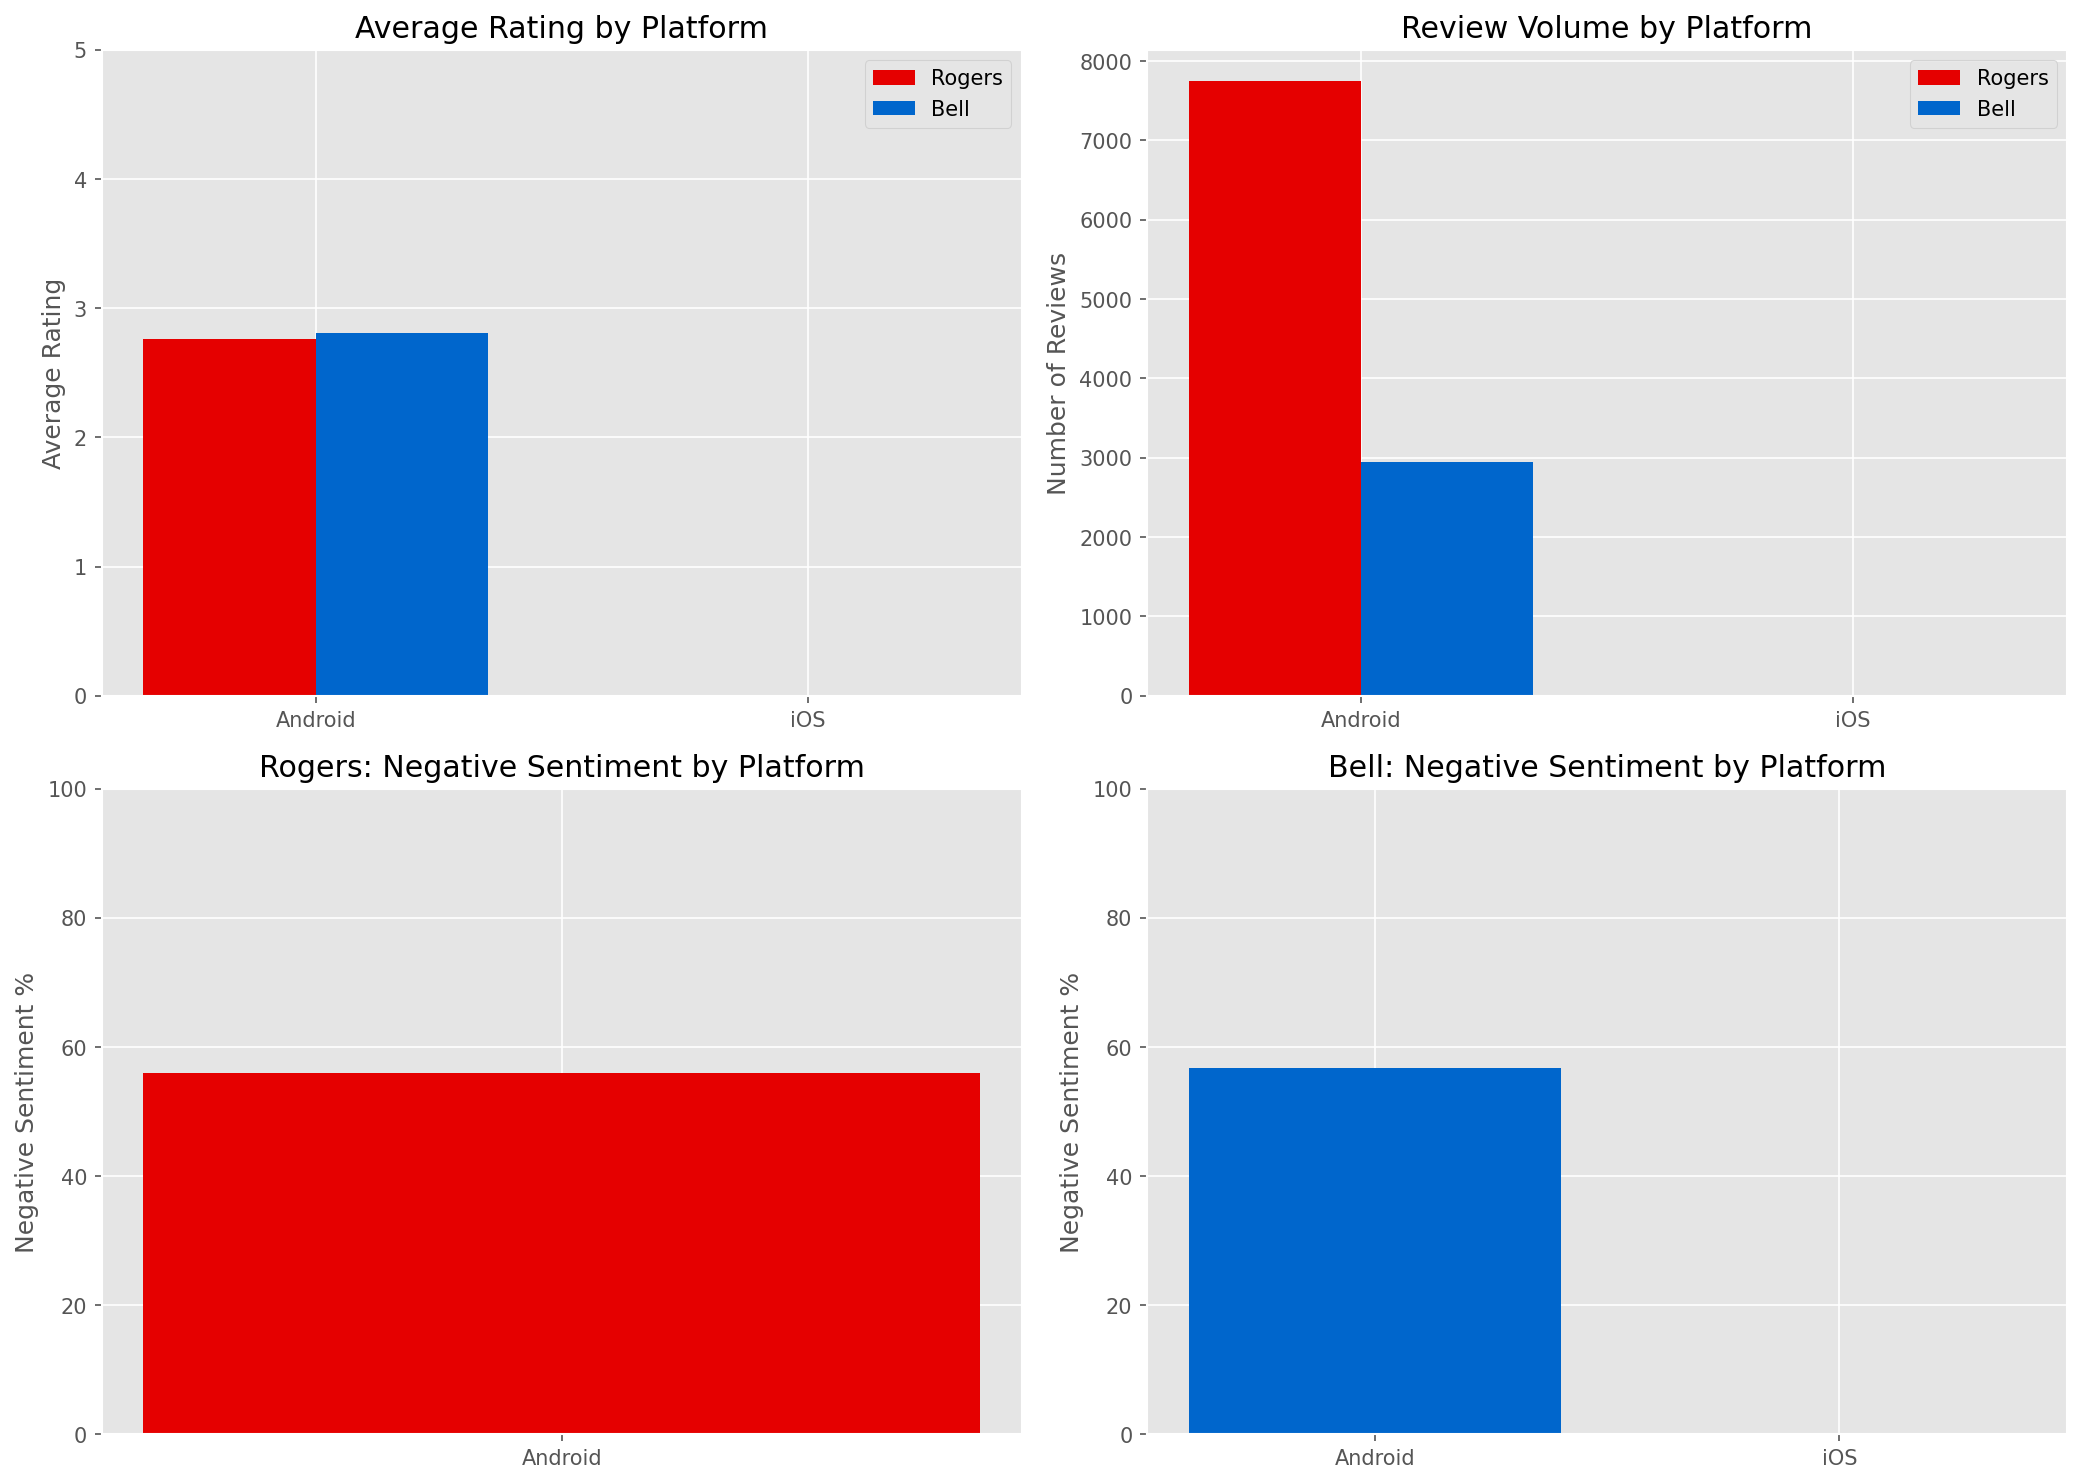 Average Rating by Platform
5
4
3
2
1
0
Average Rating
Rogers
Bell
Android
iOS
Review Volume by Platform
8000
7000
6000
5000
4000
3000
2000
1000
0
Number of Reviews
Rogers
Bell
Android
iOS
Rogers: Negative Sentiment by Platform
100
80
60
40
20
0
Negative Sentiment %
Android
Bell: Negative Sentiment by Platform
100
80
60
40
20
0
Negative Sentiment %
Android
iOS